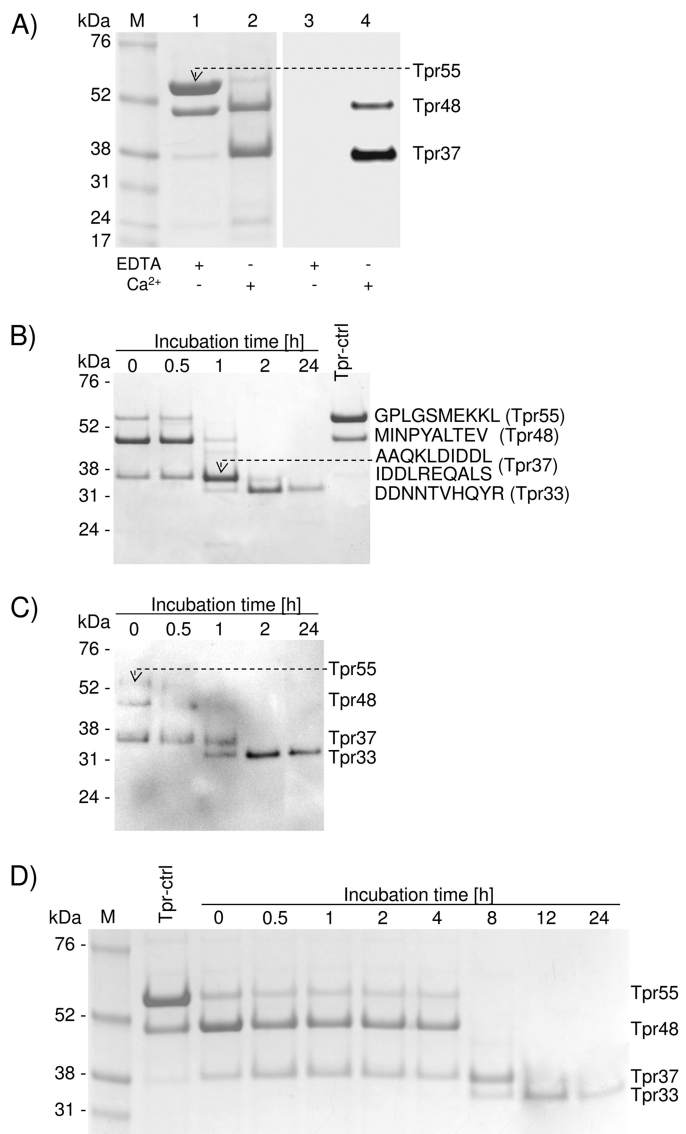 A)
kDa M 1 2 3 4
76
Tpr55
52
Tpr48
38
Tpr37
31
24
17
EDTA + - + -
Ca2+ - + - +
B)
Incubation time [h]
Tpr-ctrl
kDa 0 0.5 1 2 24
76 -
52 -
GPLGSMEKKL (Tpr55)
MINPYALTEV (Tpr48)
AAQKLDIDDL
38 -
IDDLREQALS (Tpr37)
31 -
DDNNTVHQYR (Tpr33)
24 -
C)
Incubation time [h]
kDa 0 0.5 1 2 24
76 -
Tpr55
52 -
Tpr48
38 -
Tpr37
31 -
Tpr33
24 -
D)
Tpr-ctrl
Incubation time [h]
kDa M 0 0.5 1 2 4 8 12 24
76 -
Tpr55
52 -
Tpr48
38 -
Tpr37
Tpr33
31 -